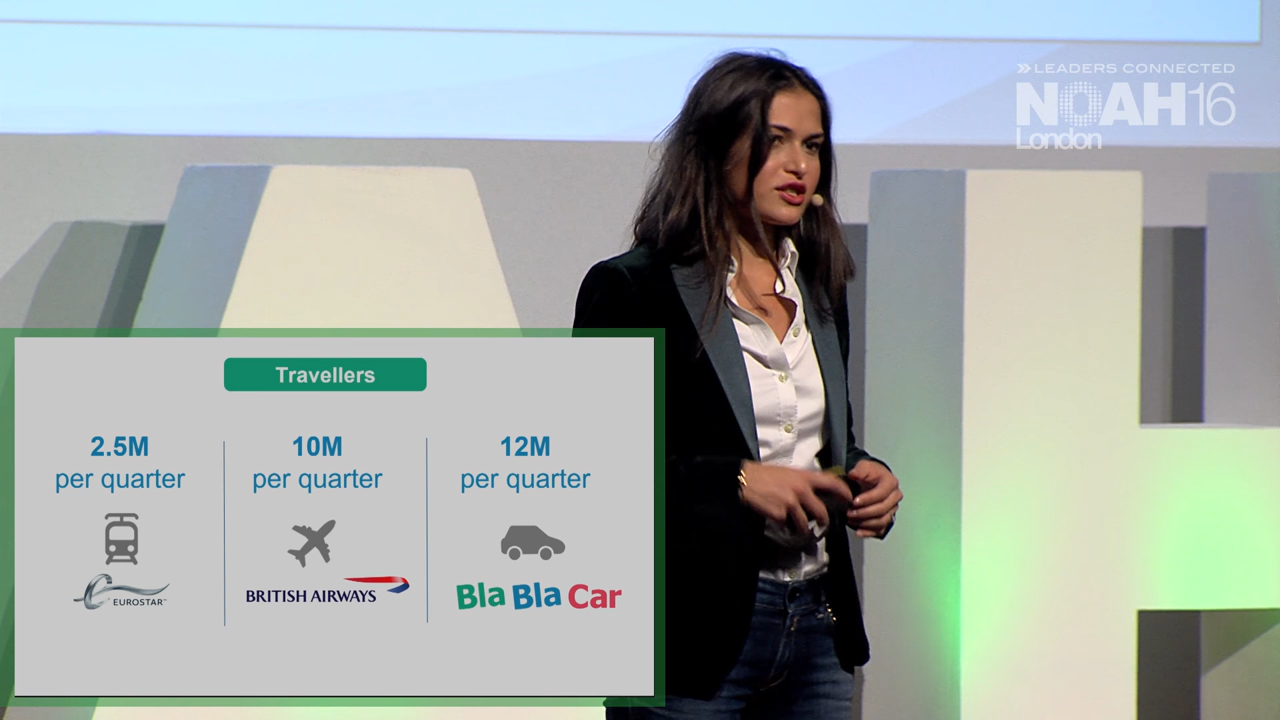 LEADERS CONNECTED
NOAH16
London
Travellers
2.5M
per quarter
EUROSTAR™
10M
per quarter
BRITISH AIRWAYS
12M
per quarter
Bla Bla Car